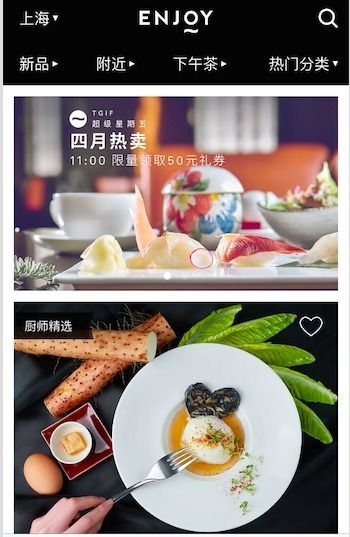 上海
ENJOY
新品 附近 下午茶 热门分类
TGIF
超级星期五
四月热卖
11:00 限量领取50元礼券
厨师精选